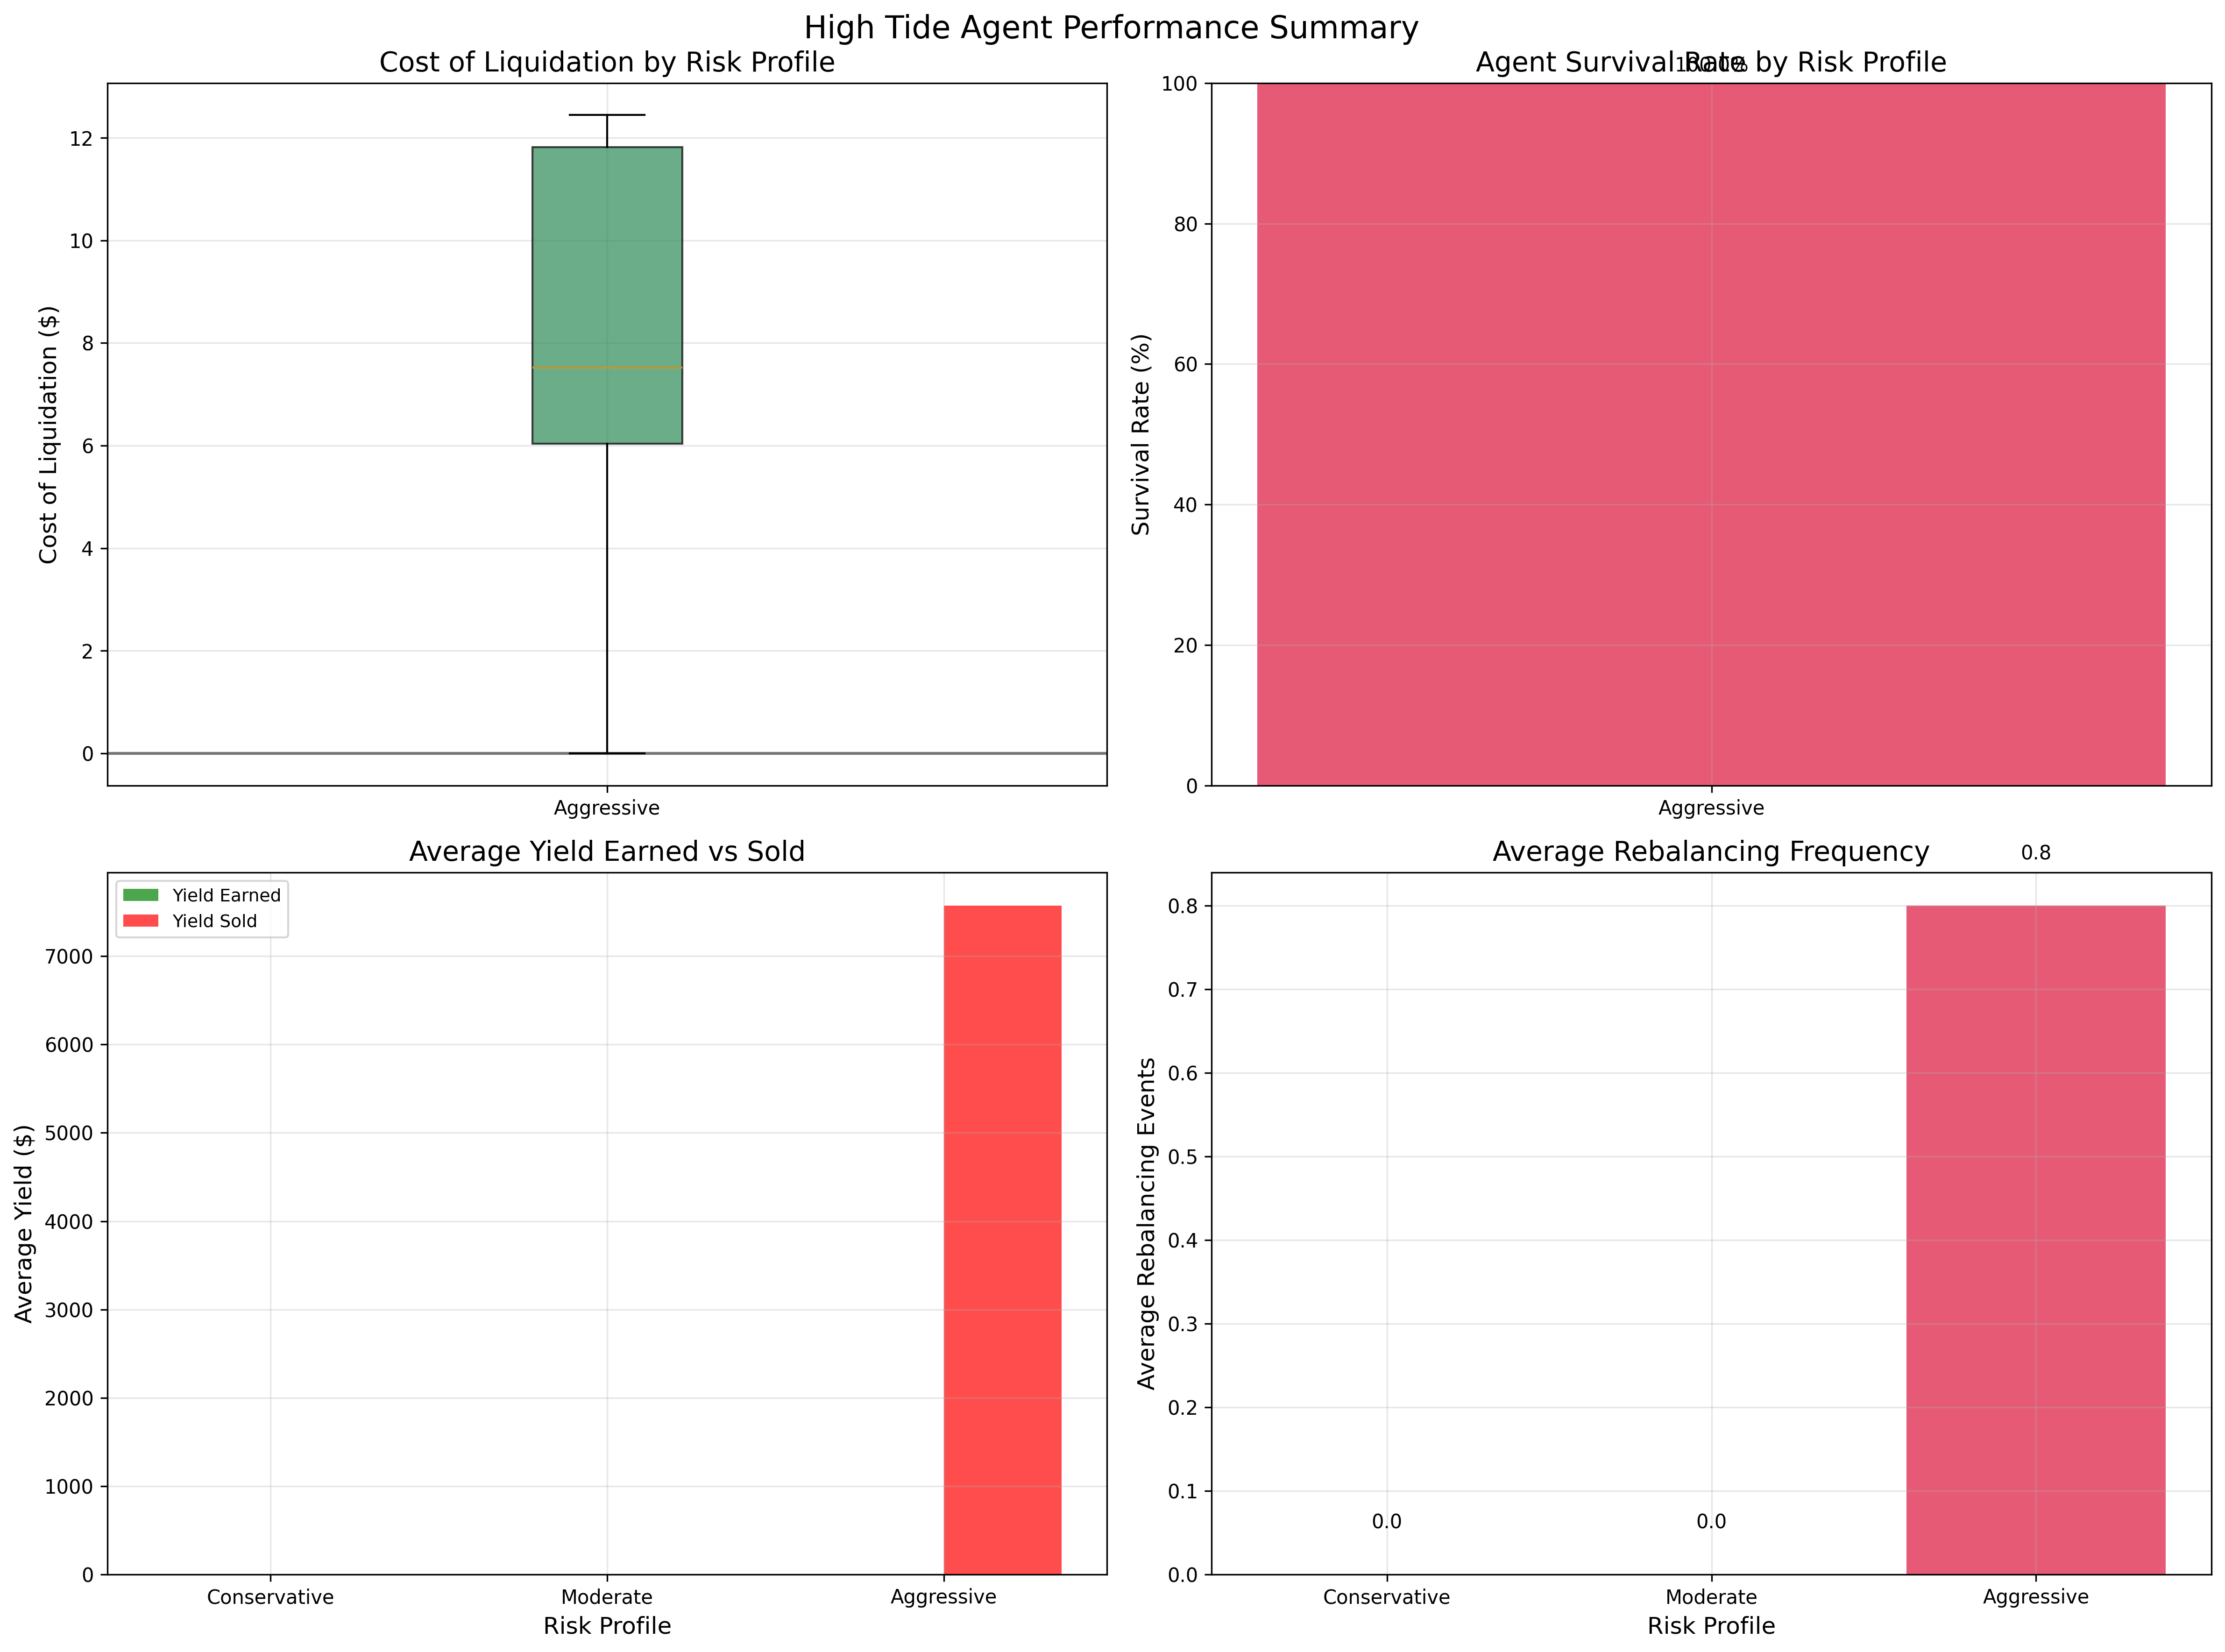 High Tide Agent Performance Summary
Cost of Liquidation by Risk Profile
Cost of Liquidation ($)
12
10
8
6
4
2
0
Aggressive
Agent Survival Rate by Risk Profile
100.0%
Survival Rate (%)
100
80
60
40
20
0
Aggressive
Average Yield Earned vs Sold
Yield Earned
Yield Sold
Average Yield ($)
7000
6000
5000
4000
3000
2000
1000
0
Conservative Moderate Aggressive
Risk Profile
Average Rebalancing Frequency
0.8
Average Rebalancing Events
0.8
0.7
0.6
0.5
0.4
0.3
0.2
0.1
0.0
0.0 0.0
Conservative Moderate Aggressive
Risk Profile